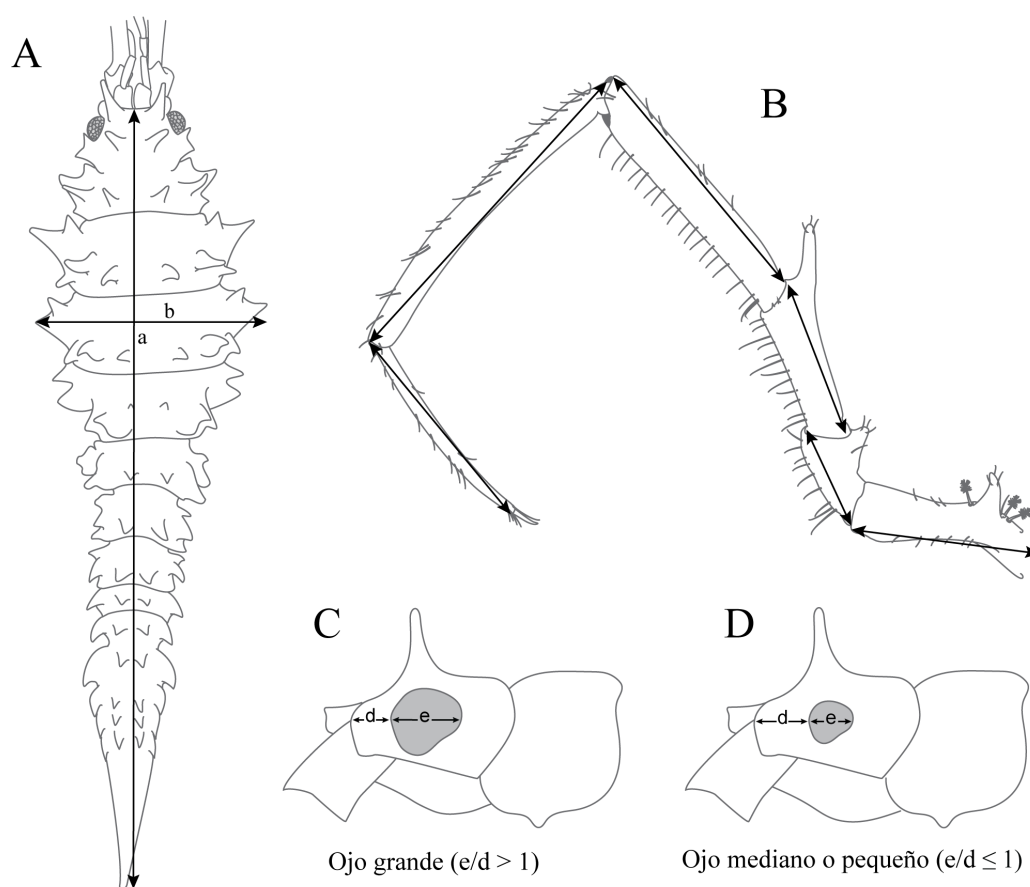 A
B
b
a
C
D
d
e
d
e
Ojo grande (e/d > 1)
Ojo mediano o pequeño (e/d ≤ 1)